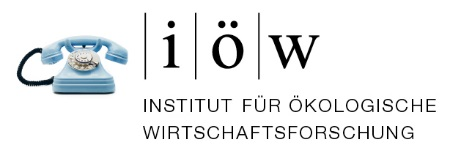 |i|ö|w
INSTITUT FÜR ÖKOLOGISCHE
WIRTSCHAFTSFORSCHUNG